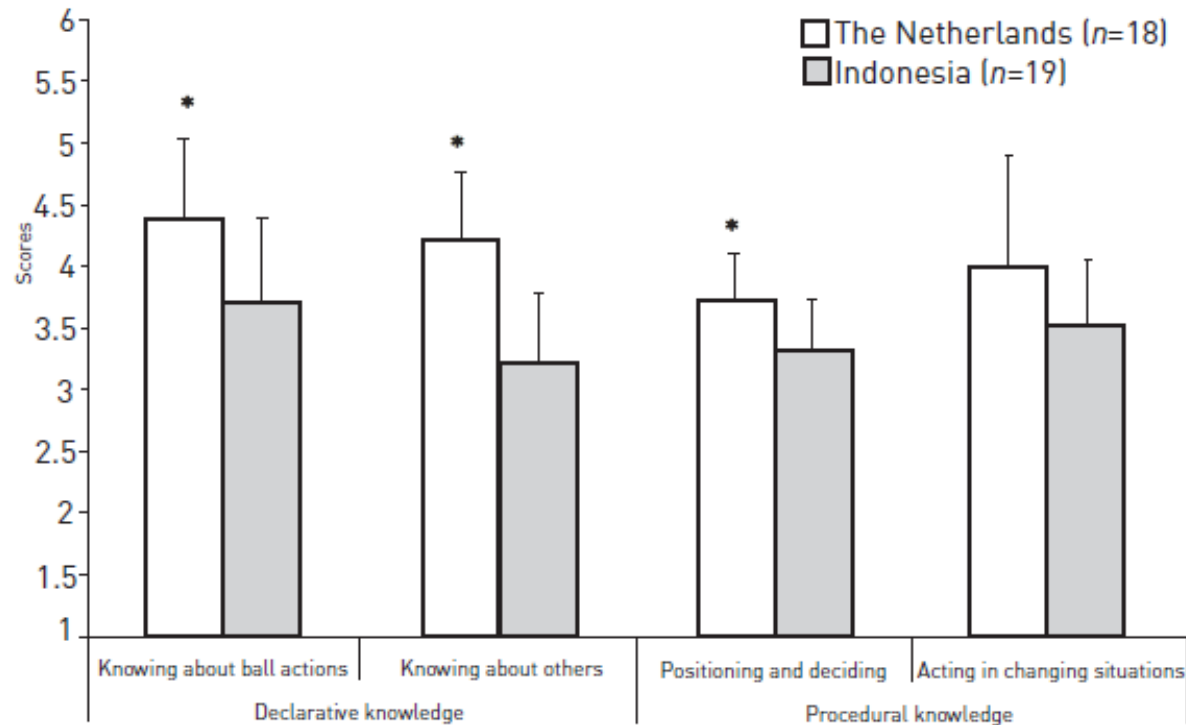 The Netherlands (n=18)
Indonesia (n=19)
Scores
6
5.5
5
4.5
4
3.5
3
2.5
2
1.5
1
*
*
*
Knowing about ball actions
Knowing about others
Positioning and deciding
Acting in changing situations
Declarative knowledge
Procedural knowledge